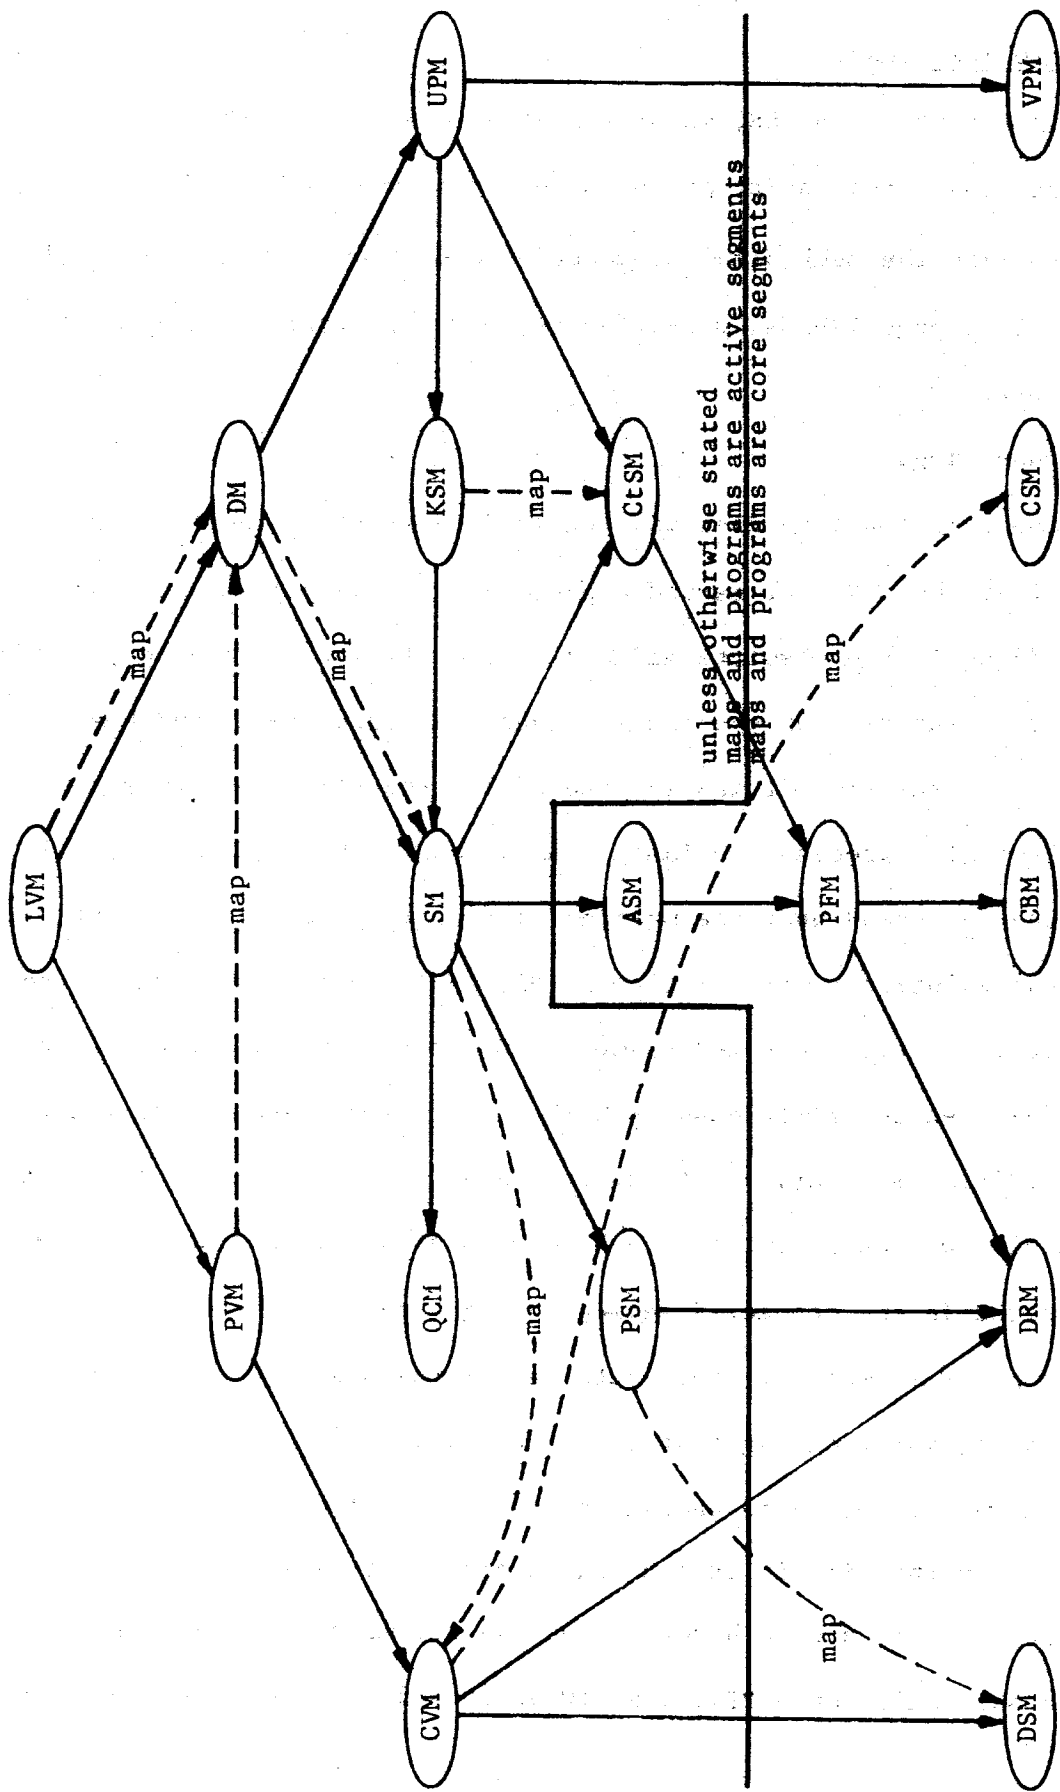 LVM
map
PVM
map
DM
map
CVM
QCM
SM
KSM
UPM
map
map
PSM
ASM
CtSM
unless otherwise stated
maps and programs are active segments
maps and programs are core segments
map
PFM
map
DSM
DRM
CBM
CSM
VPM